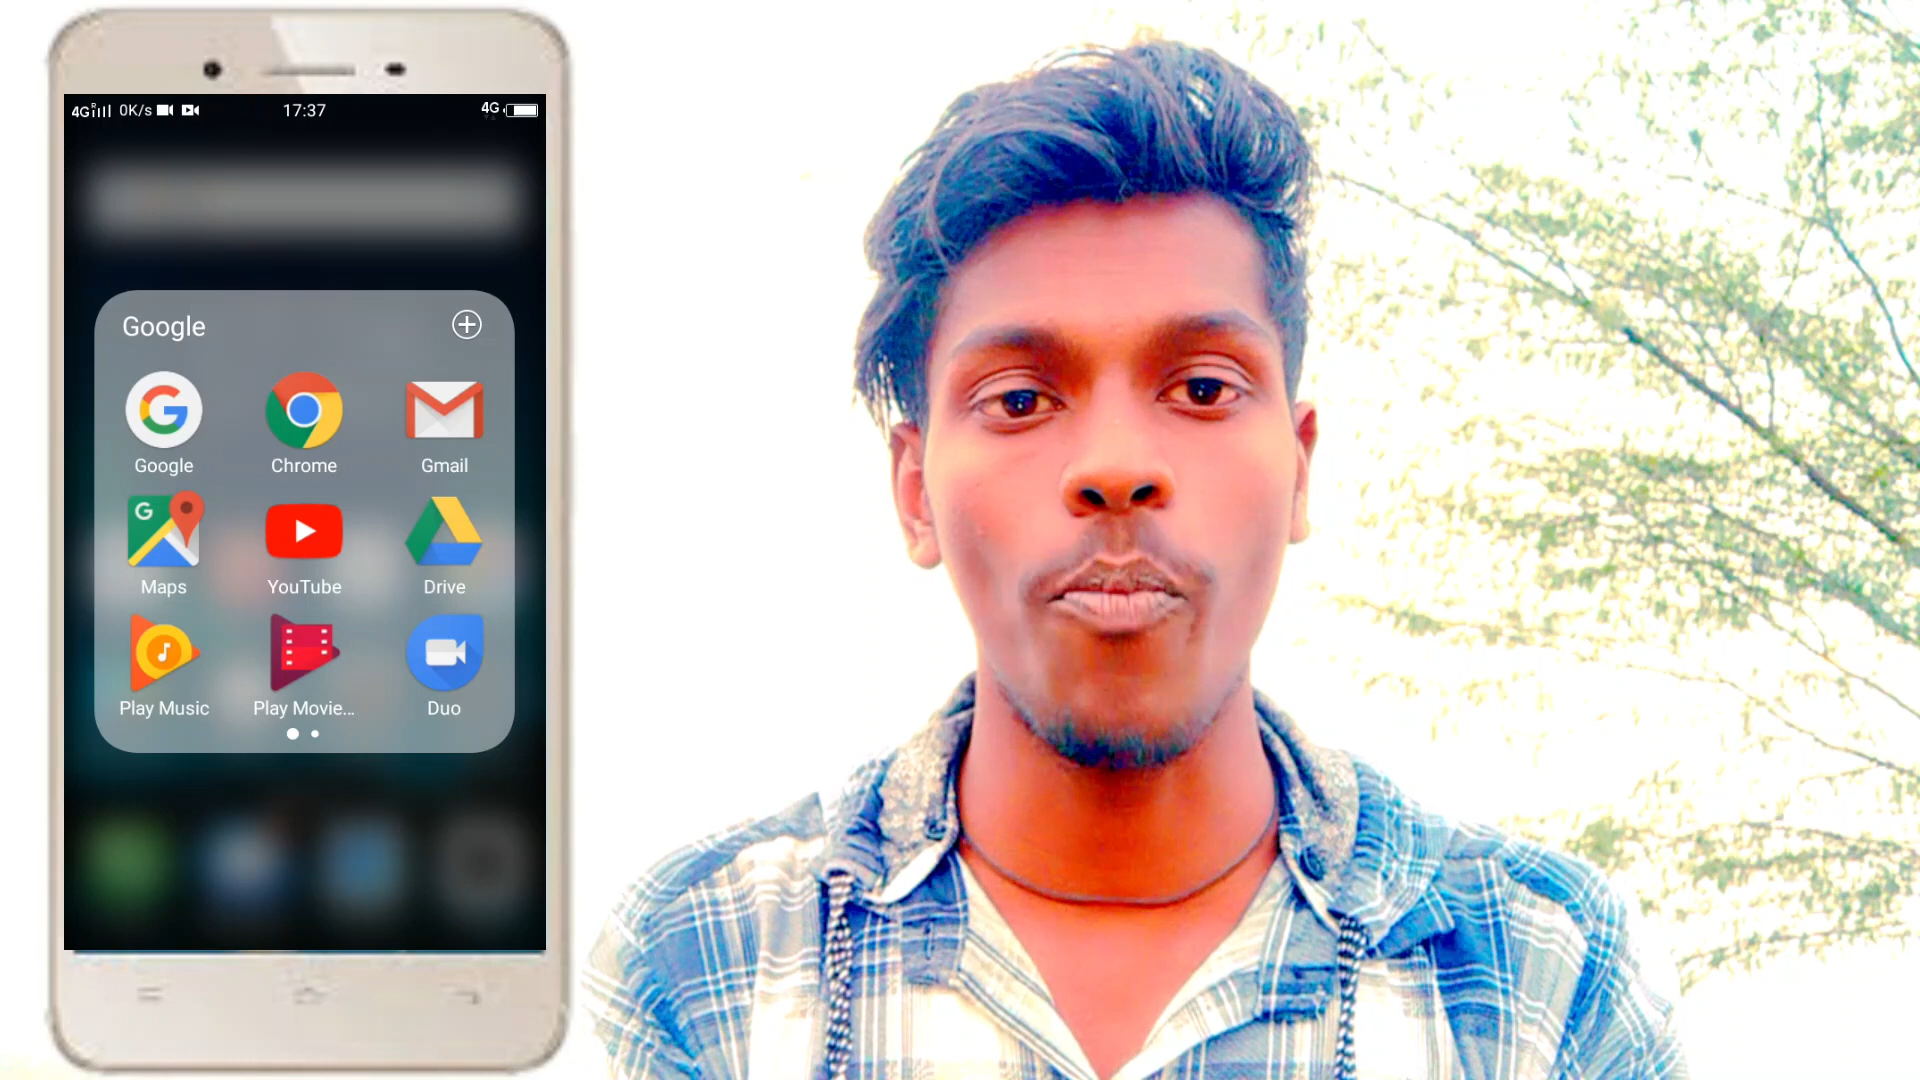 4G R 0K/s 17:37 4G
Google
Google Chrome Gmail
Maps YouTube Drive
Play Music Play Movie... Duo